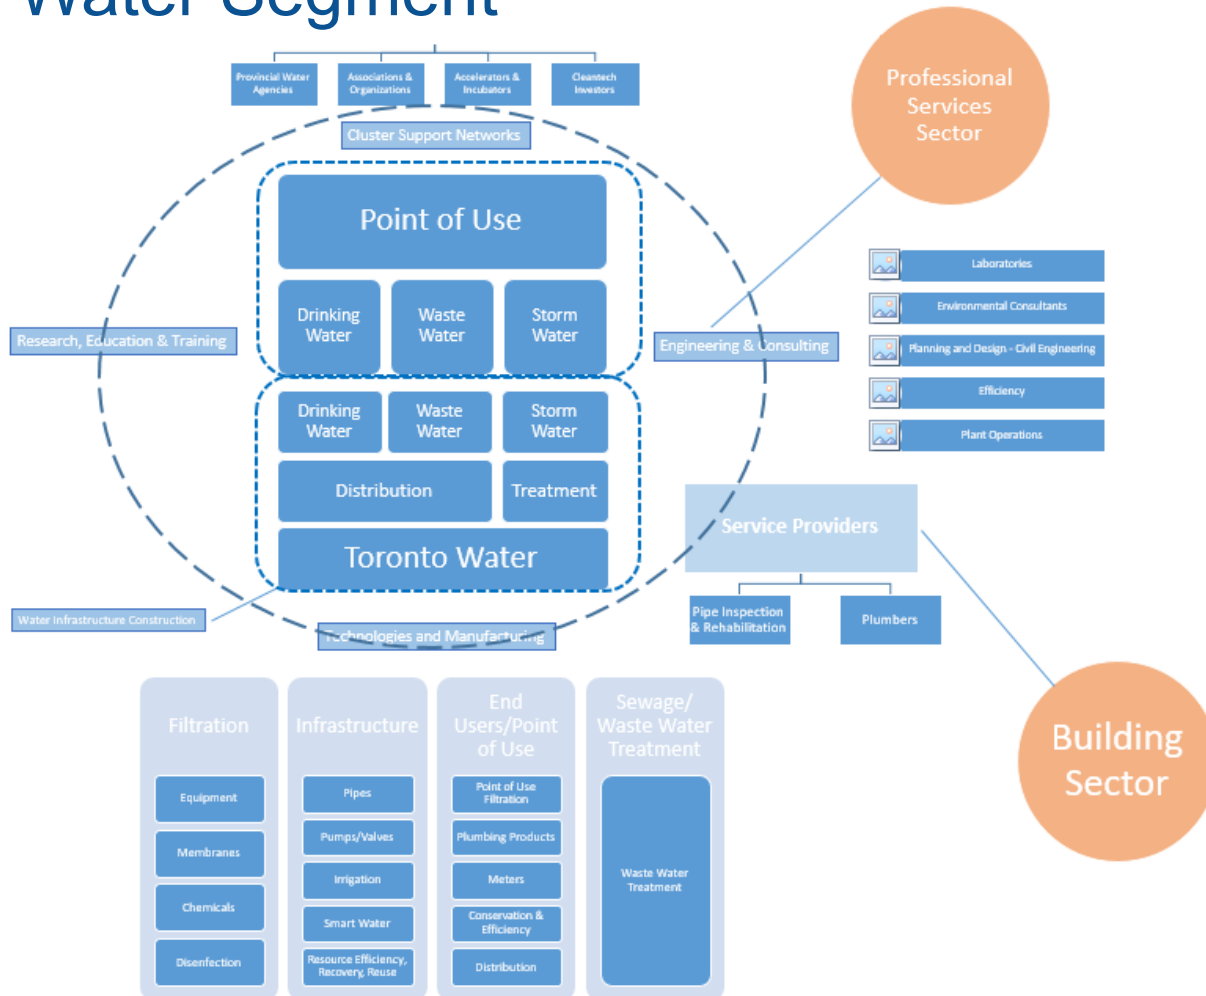 Water Segment
Provincial Water
Agencies
Associations &
Organizations
Accelerators &
Incubators
Cleantech
Investors
Professional
Services
Sector
Cluster Support Networks
Point of Use
Drinking
Water
Waste
Water
Storm
Water
Research, Education & Training
Engineering & Consulting
Laboratories
Environmental Consultants
Planning and Design - Civil Engineering
Efficiency
Plant Operations
Drinking
Water
Waste
Water
Storm
Water
Distribution
Treatment
Toronto Water
Service Providers
Pipe Inspection
& Rehabilitation
Plumbers
Water Infrastructure Construction
Technologies and Manufacturing
Building
Sector
Filtration
Equipment
Membranes
Chemicals
Disenfection
Infrastructure
Pipes
Pumps/Valves
Irrigation
Smart Water
Resource Efficiency,
Recovery, Reuse
End
Users/Point
of Use
Point of Use
Filtration
Plumbing Products
Meters
Conservation &
Efficiency
Distribution
Sewage/
Waste Water
Treatment
Waste Water
Treatment